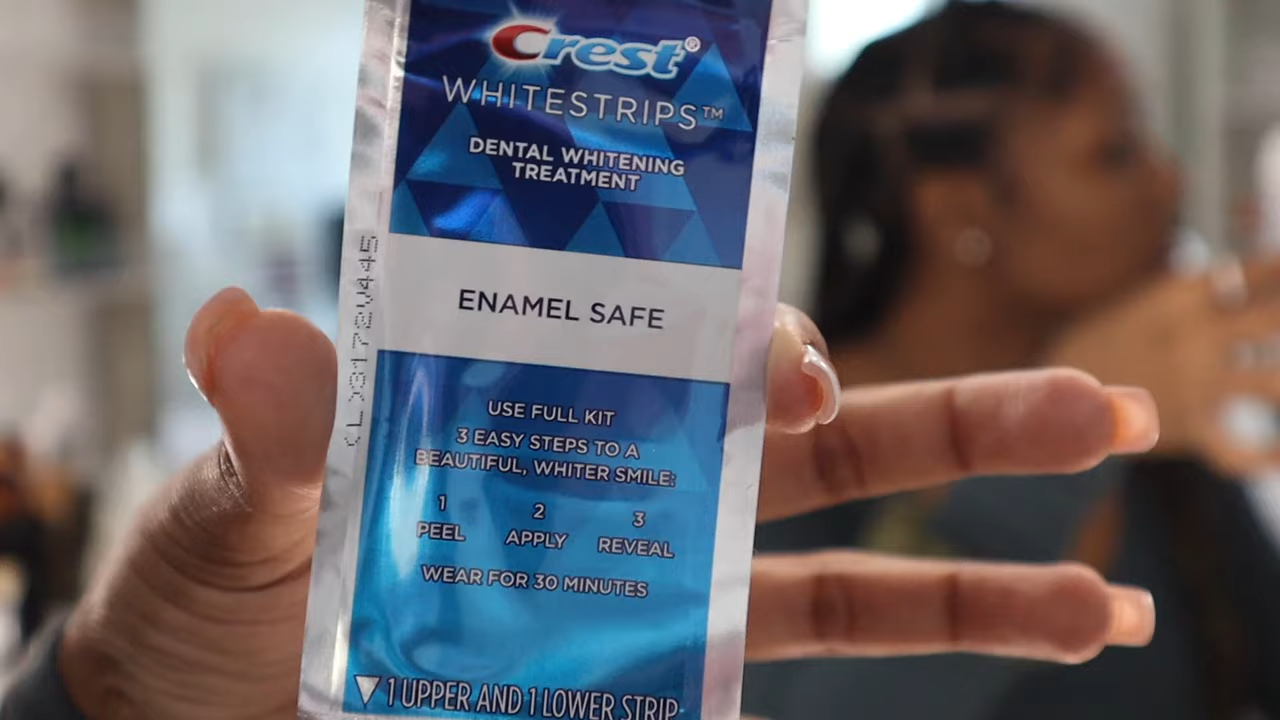 Crest®
WHITESTRIPS™
DENTAL WHITENING
TREATMENT
ENAMEL SAFE
USE FULL KIT
3 EASY STEPS TO A
BEAUTIFUL, WHITER SMILE:
1 2 3
PEEL APPLY REVEAL
WEAR FOR 30 MINUTES
1 UPPER AND 1 LOWER STRIP